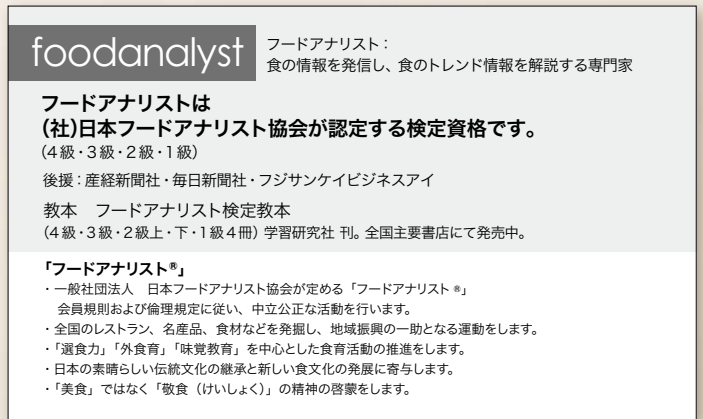 foodanalyst
フードアナリスト：
食の情報を発信し、食のトレンド情報を解説する専門家
フードアナリストは
(社)日本フードアナリスト協会が認定する検定資格です。
(4級・3級・2級・1級)
後援：産経新聞社・毎日新聞社・フジサンケイビジネスアイ
教本　フードアナリスト検定教本
(4級・3級・2級上・下・1級4冊) 学習研究社 刊。全国主要書店にて発売中。
「フードアナリスト®」
・一般社団法人　日本フードアナリスト協会が定める「フードアナリスト ®」
会員規則および倫理規定に従い、中立公正な活動を行います。
・全国のレストラン、名産品、食材などを発掘し、地域振興の一助となる運動をします。
・「選食力」「外食育」「味覚教育」を中心とした食育活動の推進をします。
・日本の素晴らしい伝統文化の継承と新しい食文化の発展に寄与します。
・「美食」ではなく「敬食（けいしょく）」の精神の啓蒙をします。